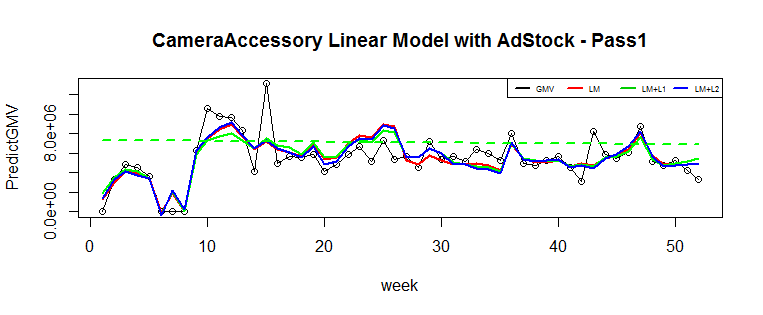 CameraAccessory Linear Model with AdStock - Pass1
GMV LM LM+L1 LM+L2
PredictGMV
8.0e+06
0.0e+00
0 10 20 30 40 50
week